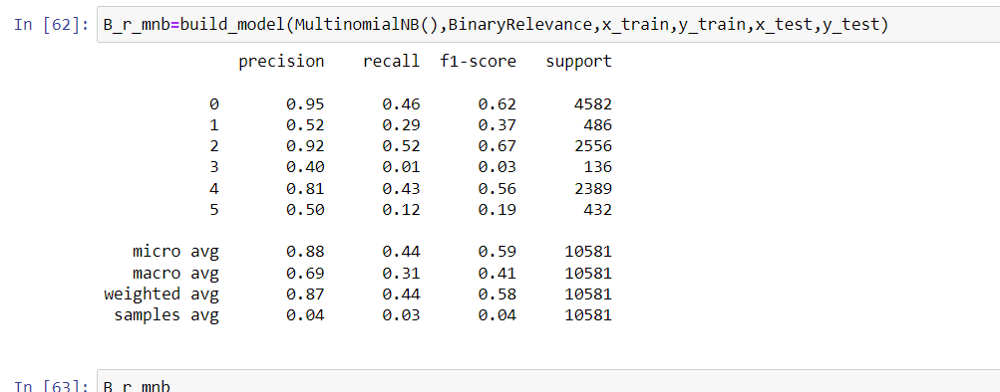 In [62]: B_r_mnb=build_model(MultinomialNB(),BinaryRelevance,x_train,y_train,x_test,y_test)
precision recall f1-score support
0 0.95 0.46 0.62 4582
1 0.52 0.29 0.37 486
2 0.92 0.52 0.67 2556
3 0.40 0.01 0.03 136
4 0.81 0.43 0.56 2389
5 0.50 0.12 0.19 432
micro avg 0.88 0.44 0.59 10581
macro avg 0.69 0.31 0.41 10581
weighted avg 0.87 0.44 0.58 10581
samples avg 0.04 0.03 0.04 10581
In [63]: B_r_mnb